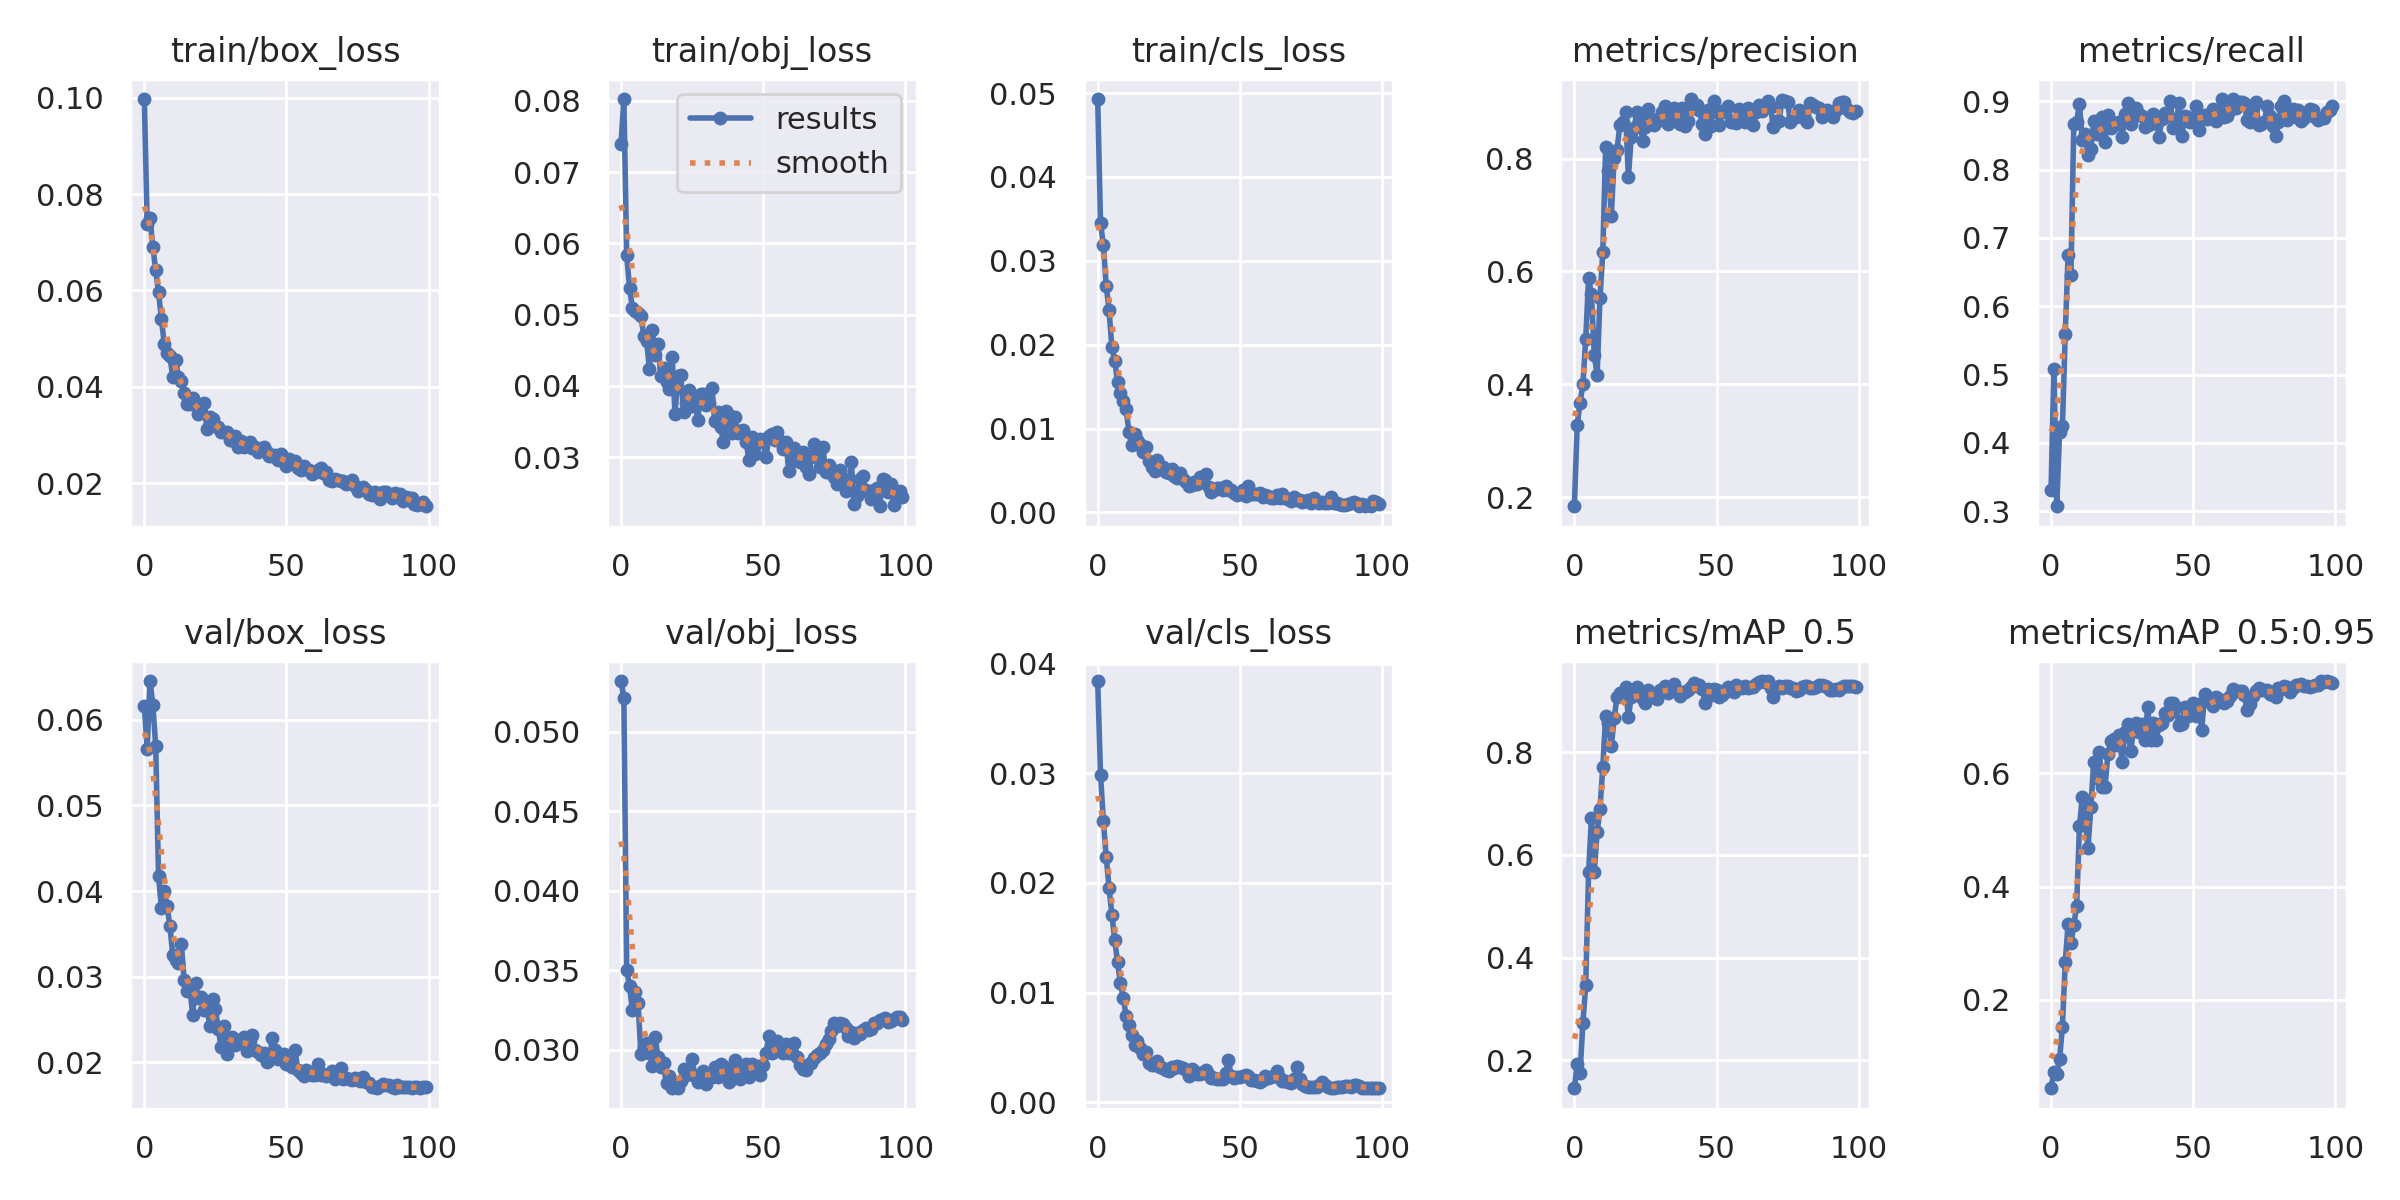 train/box_loss
0.10
0.08
0.06
0.04
0.02
0 50 100
train/obj_loss
results
smooth
0.08
0.07
0.06
0.05
0.04
0.03
0 50 100
train/cls_loss
0.05
0.04
0.03
0.02
0.01
0.00
0 50 100
metrics/precision
0.8
0.6
0.4
0.2
0 50 100
metrics/recall
0.9
0.8
0.7
0.6
0.5
0.4
0.3
0 50 100
val/box_loss
0.06
0.05
0.04
0.03
0.02
0 50 100
val/obj_loss
0.050
0.045
0.040
0.035
0.030
0 50 100
val/cls_loss
0.04
0.03
0.02
0.01
0.00
0 50 100
metrics/mAP_0.5
0.8
0.6
0.4
0.2
0 50 100
metrics/mAP_0.5:0.95
0.6
0.4
0.2
0 50 100